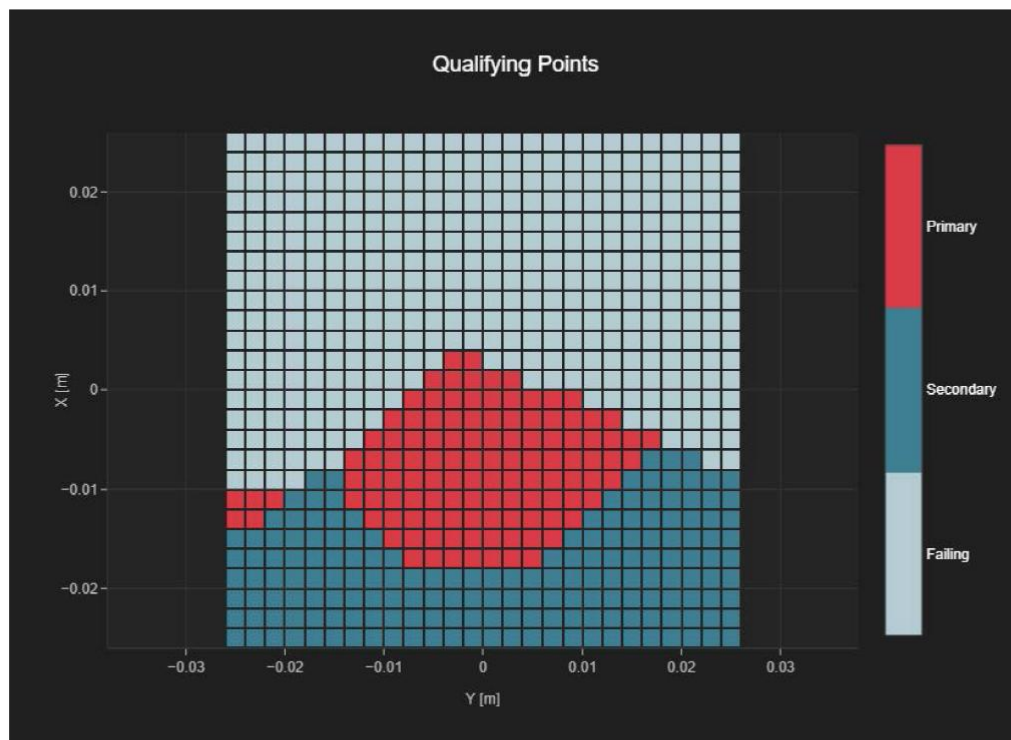 Qualifying Points
X [m]
0.02
0.01
0
−0.01
−0.02
−0.03
−0.02
−0.01
0
0.01
0.02
0.03
Y [m]
Primary
Secondary
Failing